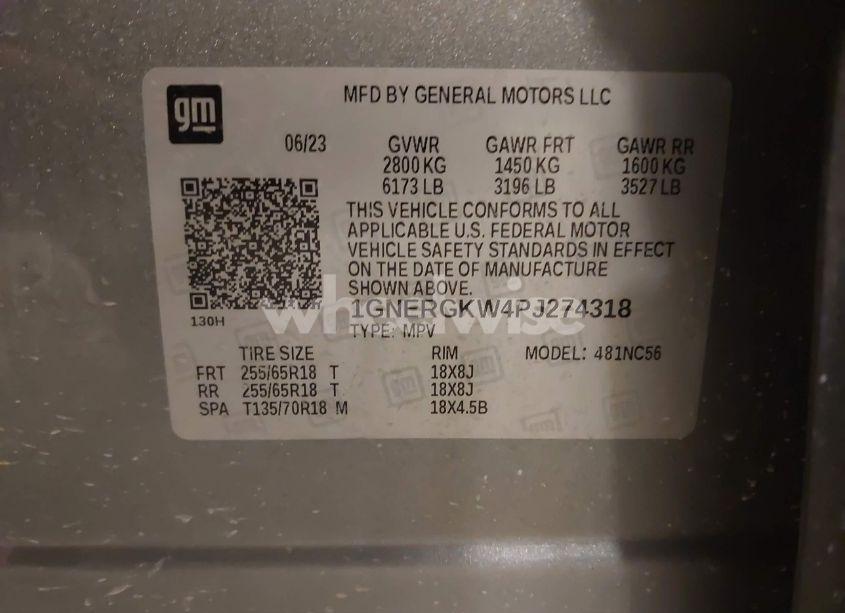 gm
MFD BY GENERAL MOTORS LLC
06/23 GVWR GAWR FRT GAWR RR
2800 KG 1450 KG 1600 KG
6173 LB 3196 LB 3527 LB
THIS VEHICLE CONFORMS TO ALL
APPLICABLE U.S. FEDERAL MOTOR
VEHICLE SAFETY STANDARDS IN EFFECT
ON THE DATE OF MANUFACTURE
SHOWN ABOVE.
1GNERGKW4PJ274318
130H
wheelwise
TYPE: MPV
TIRE SIZE RIM MODEL: 481NC56
FRT 255/65R18 T 18X8J
RR 255/65R18 T 18X8J
SPA T135/70R18 M 18X4.5B